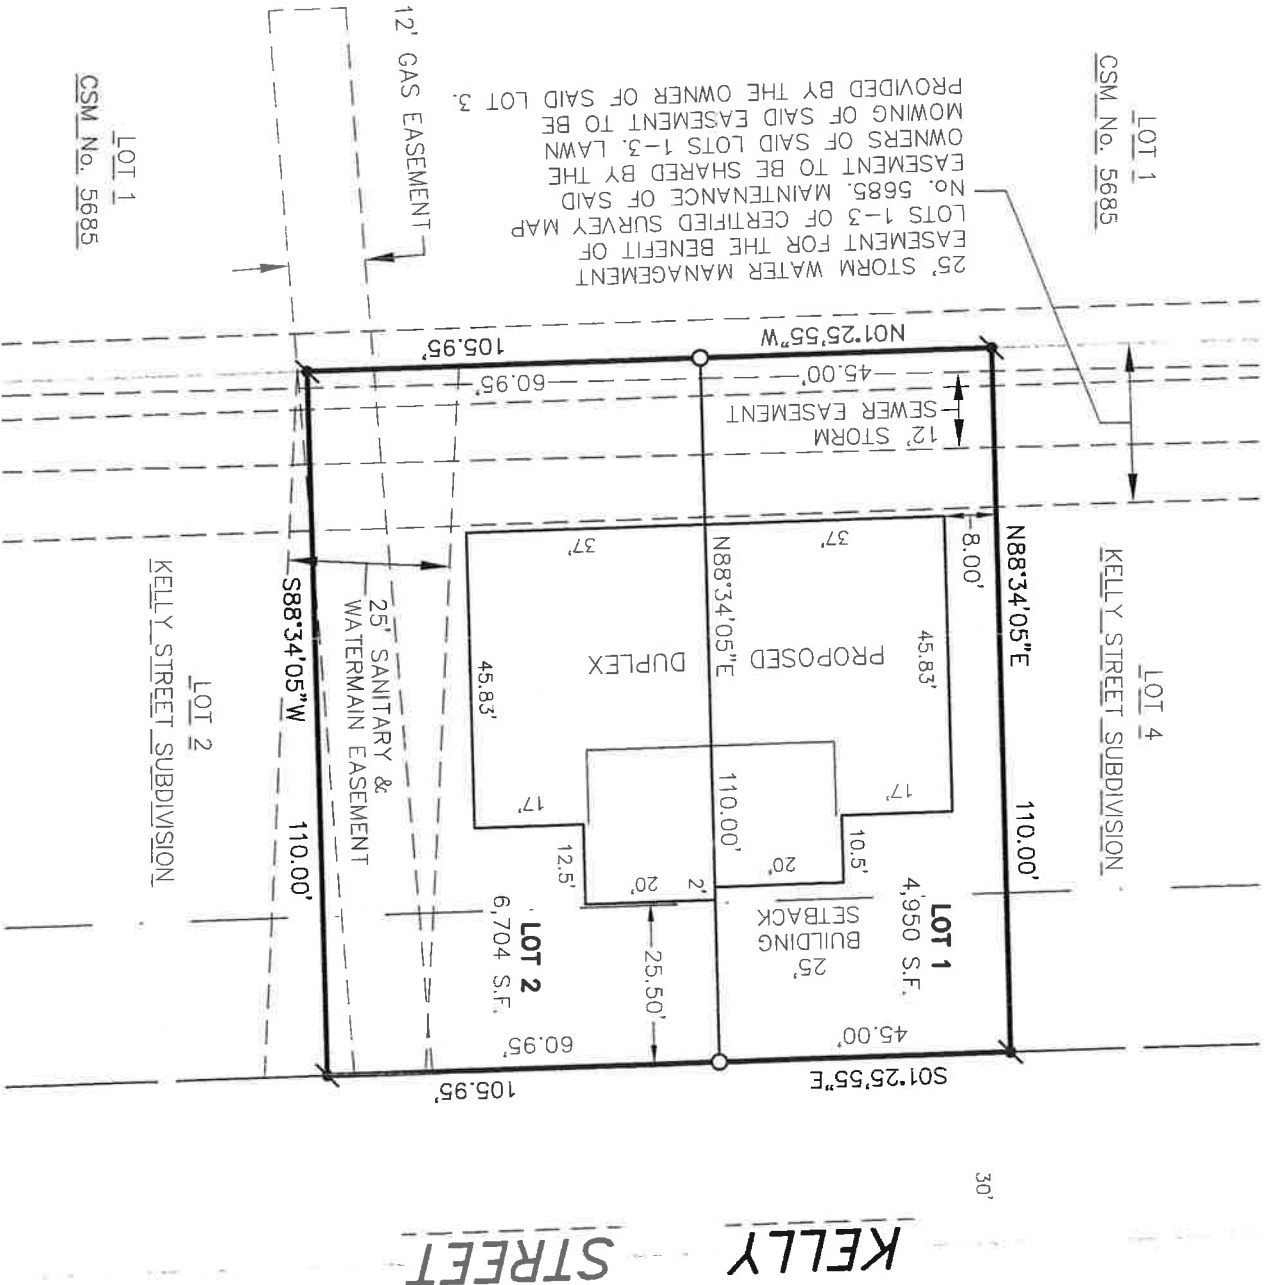 KELLY STREET
30'
S01°25'55"E
105.95'
45.00'
60.95'
LOT 1
4,950 S.F.
LOT 2
6,704 S.F.
25'
BUILDING
SETBACK
25.50'
2'
20'
20'
10.5'
12.5'
17'
17'
110.00'
110.00'
110.00'
LOT 4
KELLY STREET SUBDIVISION
LOT 2
KELLY STREET SUBDIVISION
PROPOSED DUPLEX
45.83'
45.83'
N88°34'05"E
N88°34'05"E
S88°34'05"W
25' SANITARY &
WATERMAIN EASEMENT
8.00'
37'
37'
12' STORM
SEWER EASEMENT
45.00'
60.95'
N01°25'55"W
105.95'
25' STORM WATER MANAGEMENT
EASEMENT FOR THE BENEFIT OF
LOTS 1-3 OF CERTIFIED SURVEY MAP
No. 5685. MAINTENANCE OF SAID
EASEMENT TO BE SHARED BY THE
OWNERS OF SAID LOTS 1-3. LAWN
MOWING OF SAID EASEMENT TO BE
PROVIDED BY THE OWNER OF SAID LOT 3.
12' GAS EASEMENT
LOT 1
CSM No. 5685
LOT 1
CSM No. 5685